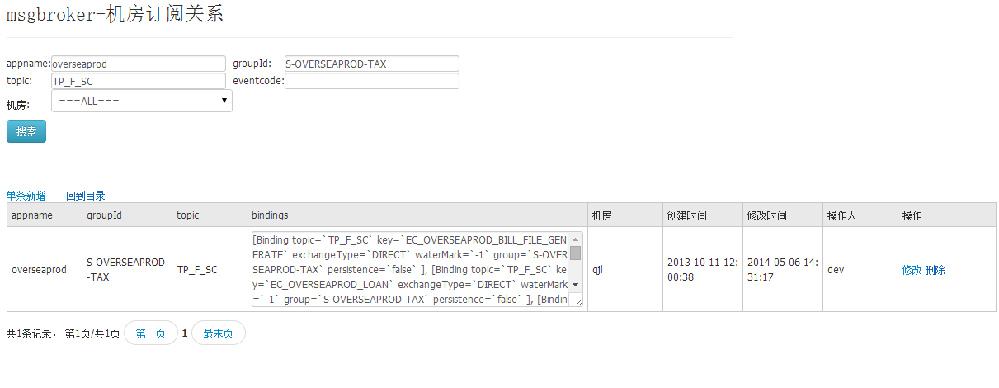 msgbroker-机房订阅关系
appname: overseaprod groupId: S-OVERSEAPROD-TAX
topic: TP_F_SC eventcode:
机房: ===ALL===
搜索
单条新增 回到目录
appname groupId topic bindings 机房 创建时间 修改时间 操作人 操作
overseaprod
S-OVERSEAPROD
-TAX
TP_F_SC
[Binding topic=`TP_F_SC` key=`EC_OVERSEAPROD_BILL_FILE_GEN
ERATE` exchangeType=`DIRECT` waterMark=`-1` group=`S-OVER
SEAPROD-TAX` persistence=`false` ], [Binding topic=`TP_F_SC` ke
y=`EC_OVERSEAPROD_LOAN` exchangeType=`DIRECT` waterMark
=`-1` group=`S-OVERSEAPROD-TAX` persistence=`false` ], [Bindin
qjl
2013-10-11 12:
00:38
2014-05-06 14:
31:17
dev
修改 删除
共1条记录，第1页/共1页 第一页 1 最末页